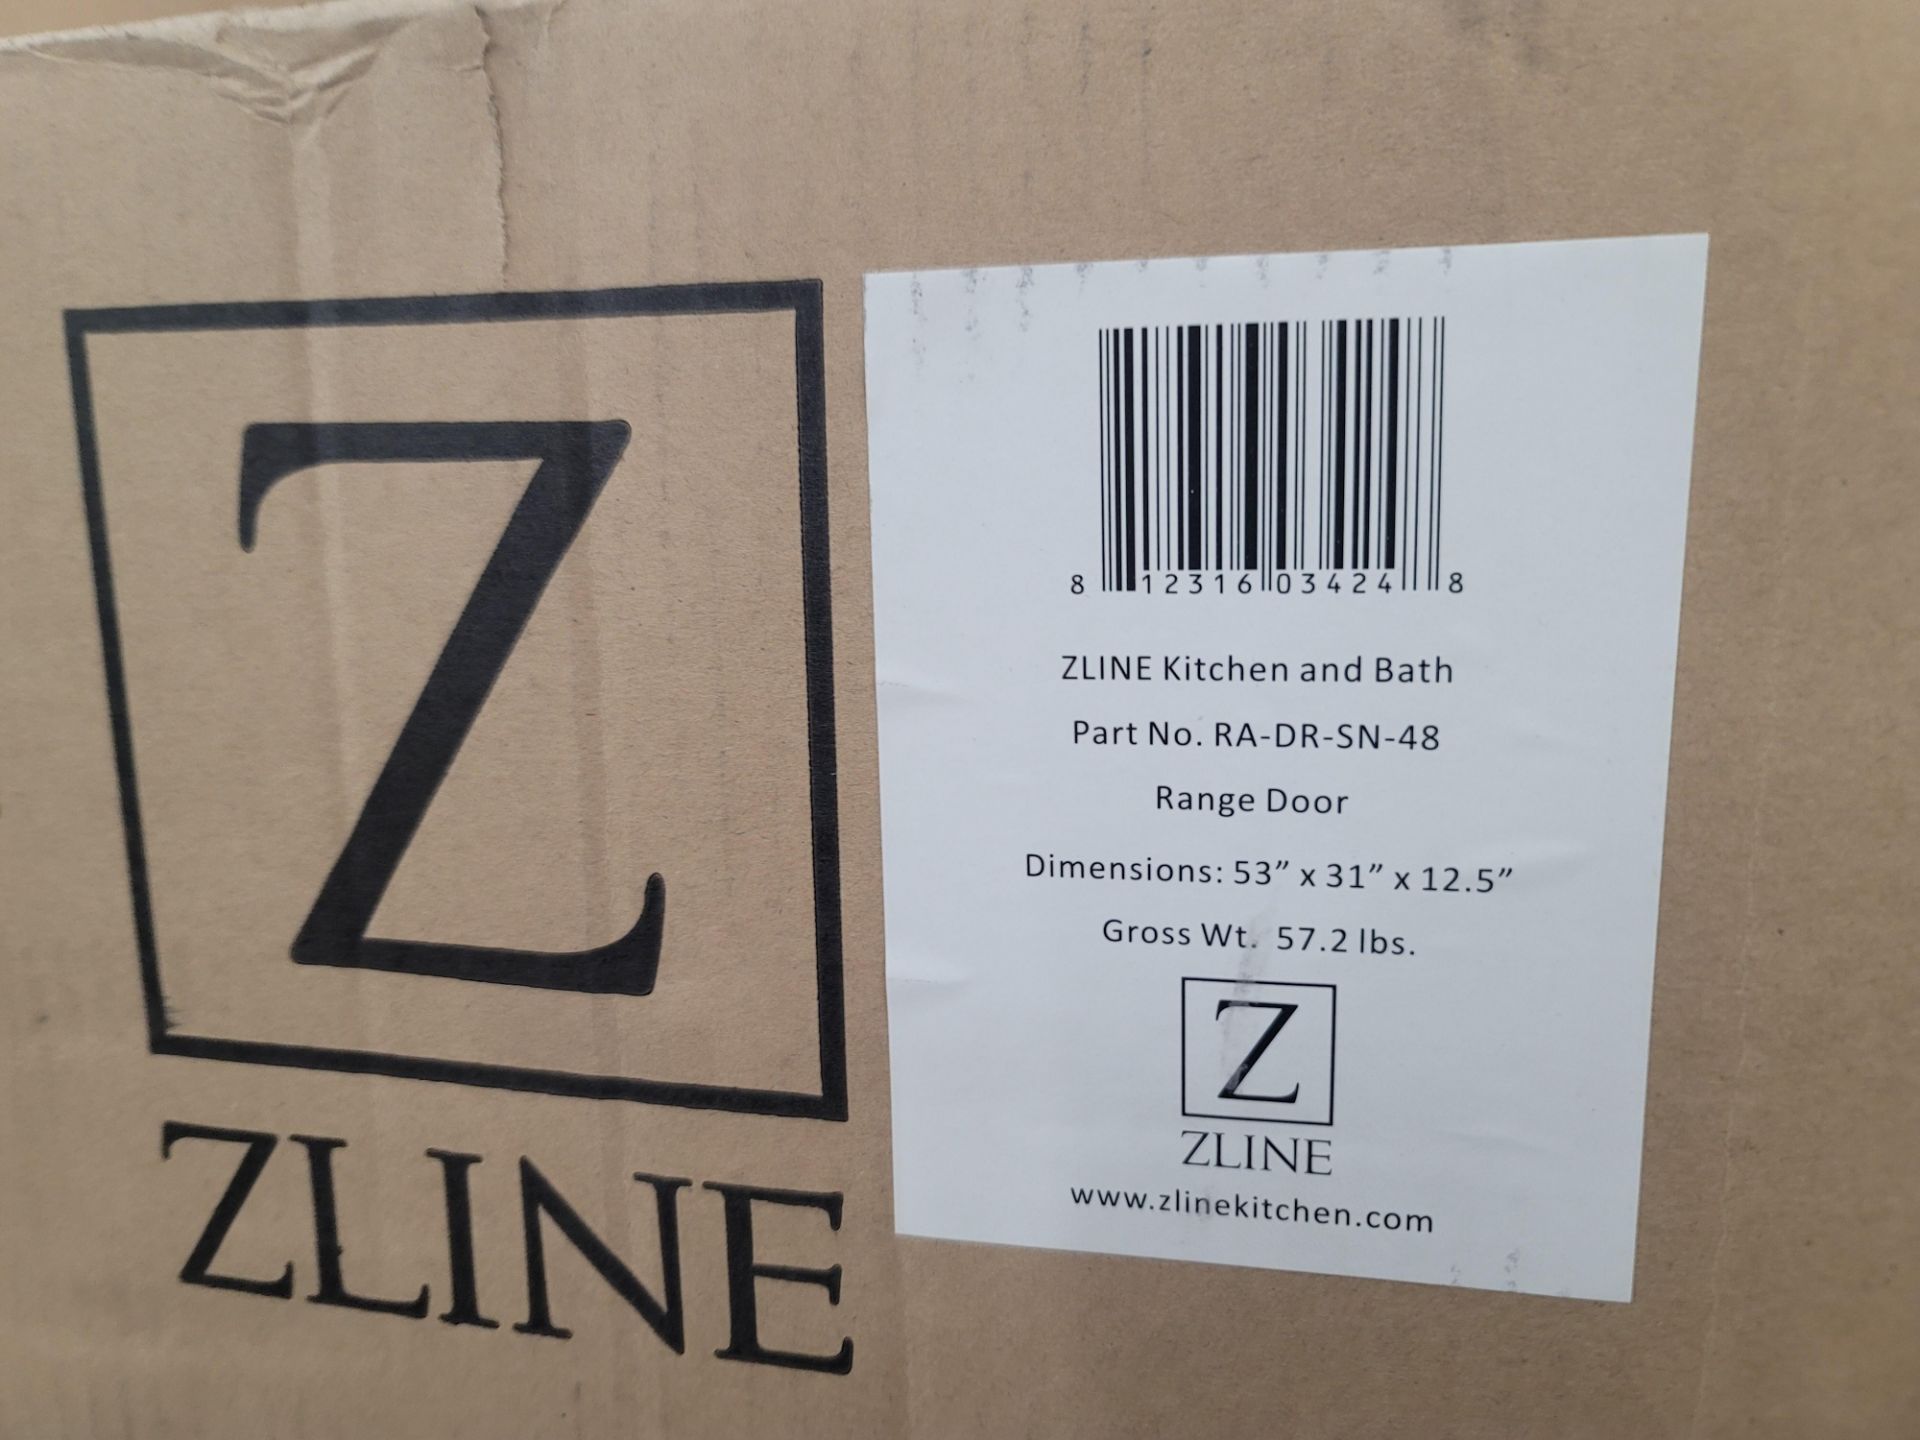 Z
ZLINE
8 12316 03424 8
ZLINE Kitchen and Bath
Part No. RA-DR-SN-48
Range Door
Dimensions: 53” x 31” x 12.5”
Gross Wt. 57.2 lbs.
Z
ZLINE
www.zlinekitchen.com